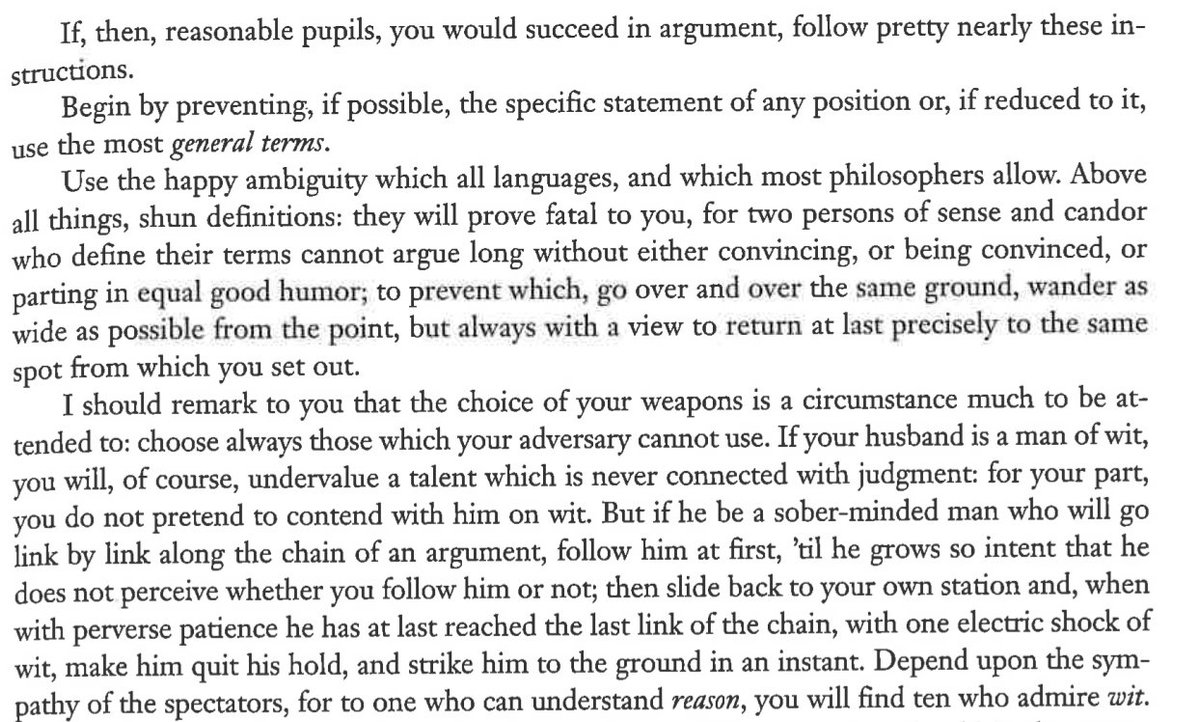 If, then, reasonable pupils, you would succeed in argument, follow pretty nearly these in-
structions.
Begin by preventing, if possible, the specific statement of any position or, if reduced to it,
use the most general terms.
Use the happy ambiguity which all languages, and which most philosophers allow. Above
all things, shun definitions: they will prove fatal to you, for two persons of sense and candor
who define their terms cannot argue long without either convincing, or being convinced, or
parting in equal good humor; to prevent which, go over and over the same ground, wander as
wide as possible from the point, but always with a view to return at last precisely to the same
spot from which you set out.
I should remark to you that the choice of your weapons is a circumstance much to be at-
tended to: choose always those which your adversary cannot use. If your husband is a man of wit,
you will, of course, undervalue a talent which is never connected with judgment: for your part,
you do not pretend to contend with him on wit. But if he be a sober-minded man who will go
link by link along the chain of an argument, follow him at first, ’til he grows so intent that he
does not perceive whether you follow him or not; then slide back to your own station and, when
with perverse patience he has at last reached the last link of the chain, with one electric shock of
wit, make him quit his hold, and strike him to the ground in an instant. Depend upon the sym-
pathy of the spectators, for to one who can understand reason, you will find ten who admire wit.